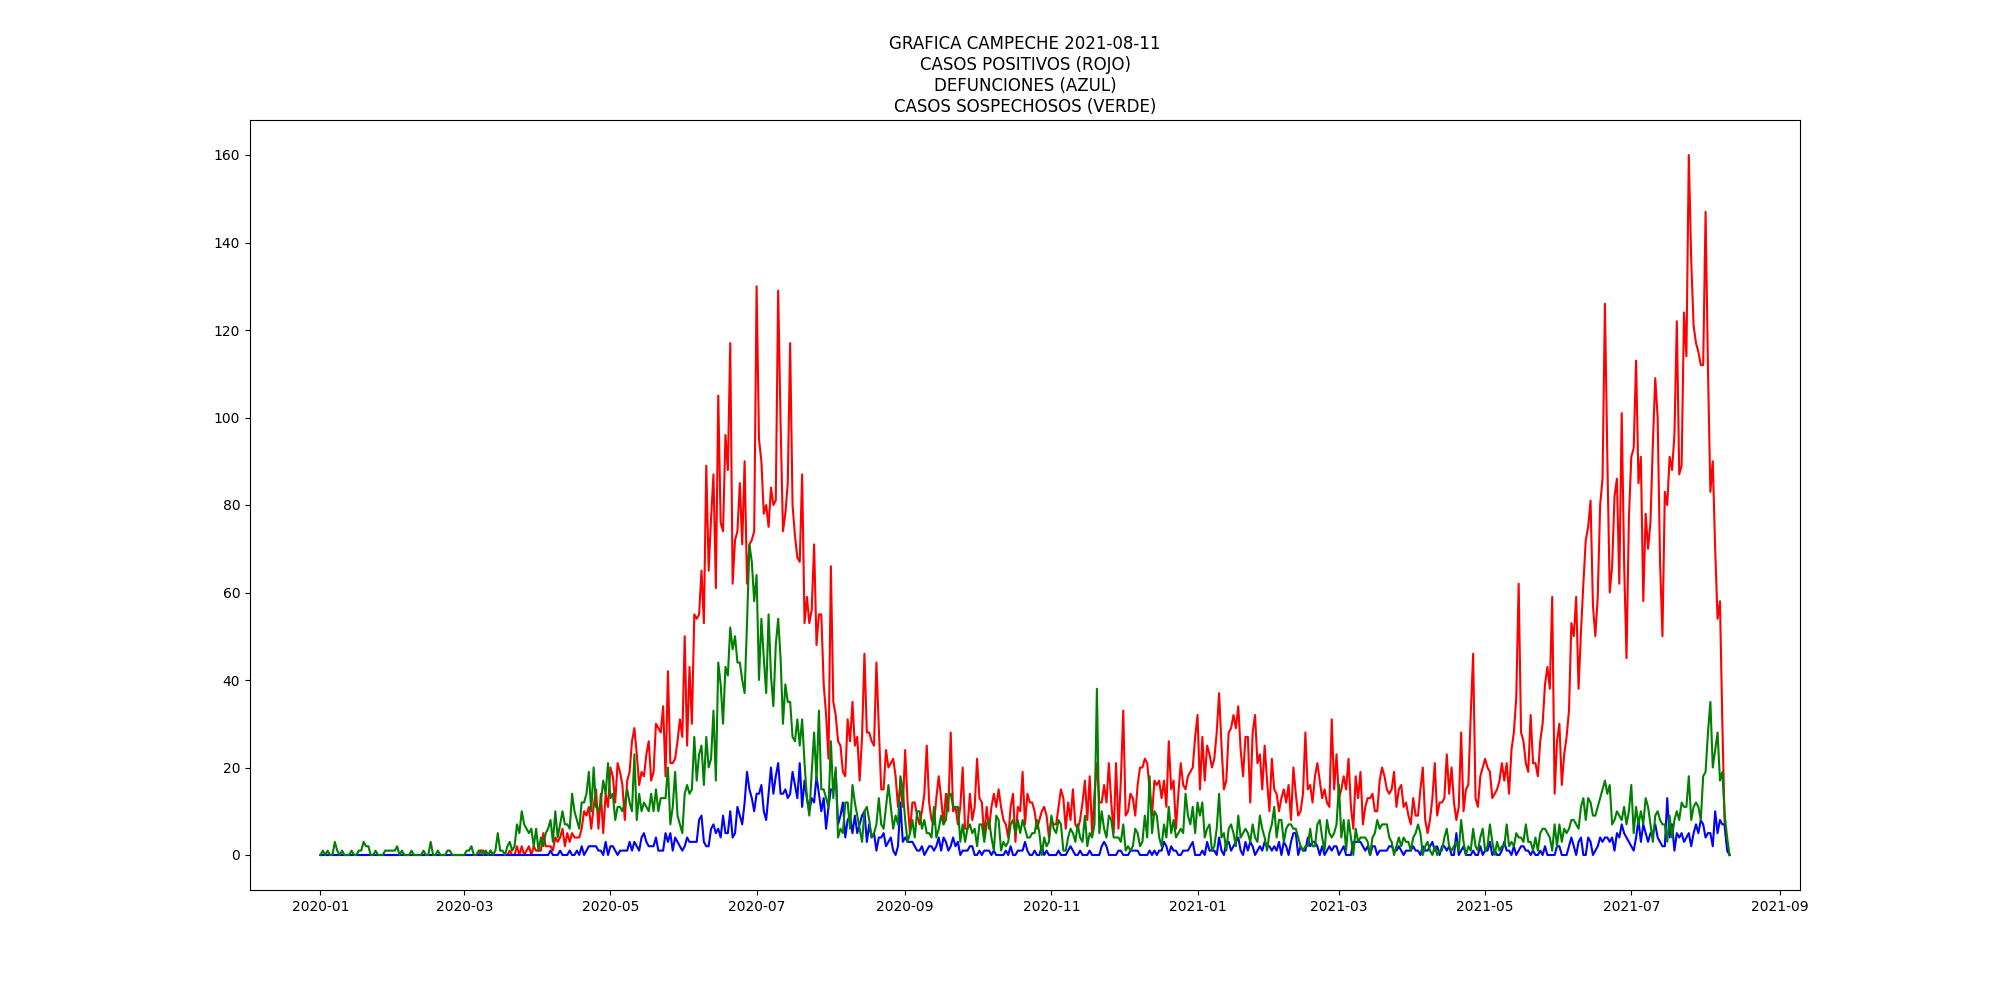 GRAFICA CAMPECHE 2021-08-11
CASOS POSITIVOS (ROJO)
DEFUNCIONES (AZUL)
CASOS SOSPECHOSOS (VERDE)
160
140
120
100
80
60
40
20
0
2020-01 2020-03 2020-05 2020-07 2020-09 2020-11 2021-01 2021-03 2021-05 2021-07 2021-09